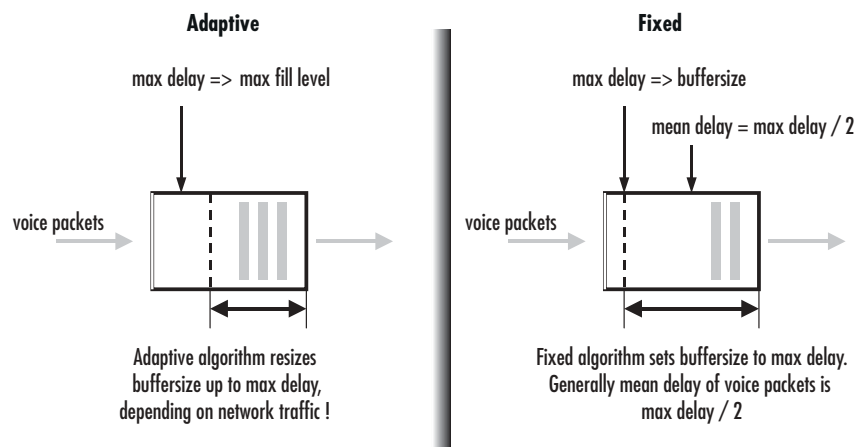 Adaptive
max delay => max fill level
voice packets
Adaptive algorithm resizes
buffersize up to max delay,
depending on network traffic !
Fixed
max delay => buffersize
mean delay = max delay / 2
voice packets
Fixed algorithm sets buffersize to max delay.
Generally mean delay of voice packets is
max delay / 2